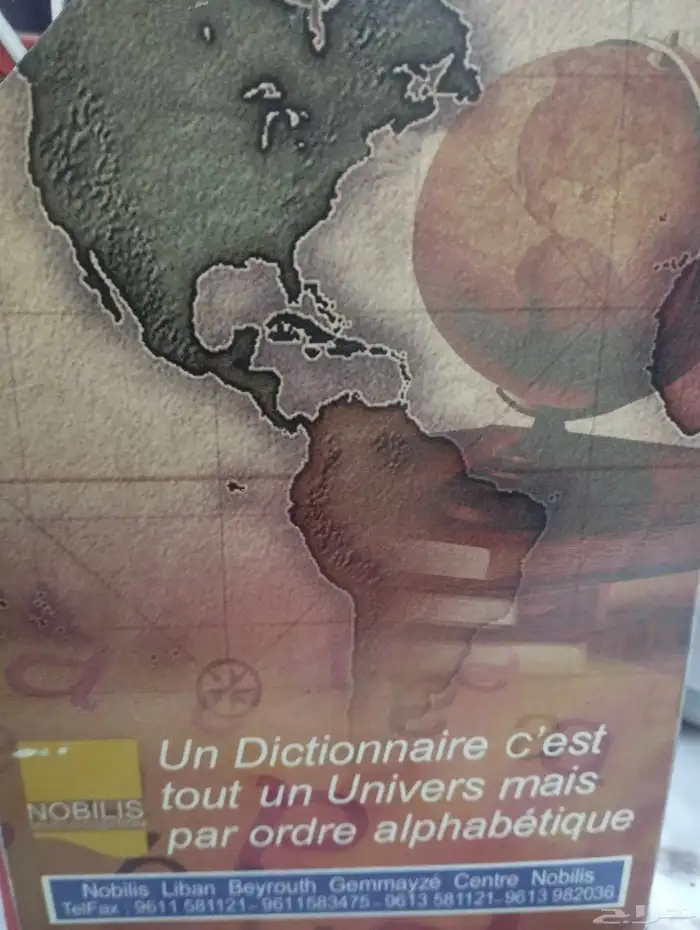 Un Dictionnaire c'est
tout un Univers mais
par ordre alphabétique
NOBILIS
Nobilis Liban Beyrouth Gemmayzé Centre Nobilis
TelFax : 9611 581121 - 9611583475 - 9613 581121 - 9613 982036
حراج